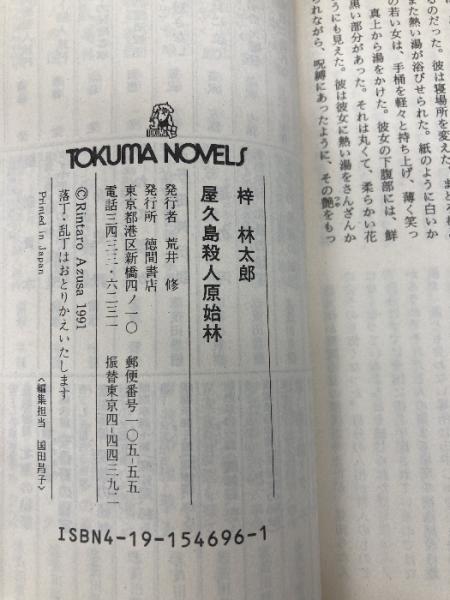 るのだった。彼は寝場所を変えた。
また熱い湯が浴びせられた。紙のように白いか
の若い女は、手桶を軽々と持ち上げ、薄く笑っ
真上から湯をかけた。彼女の下腹部には、鮮
黒い部分があった。それは丸くて、柔らかい花
うにも見えた。彼は彼女に熱い湯をさんざんか
られながら、呪縛にあったように、その艶をもっ
TOKUMA NOVELS
梓 林太郎
屋久島殺人原始林
発行者 荒井 修
発行所 徳間書店
東京都港区新橋四ノ一〇 郵便番号一〇五-五五
電話三四三三・六二三一 振替東京四-四四三九二
©Rintaro Azusa 1991
落丁・乱丁はおとりかえいたします
Printed in Japan
〈編集担当 国田昌子〉
ISBN4-19-154696-1